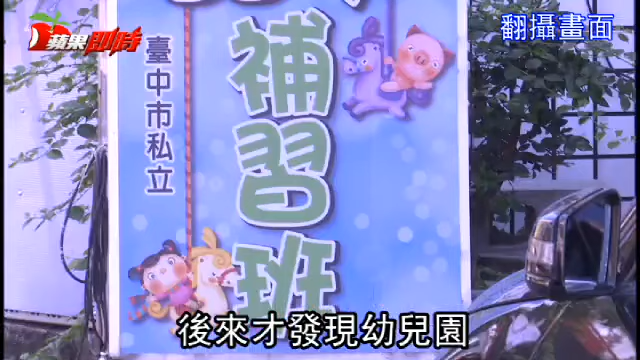 蘋果即時
翻攝畫面
臺中市私立
補習班
後來才發現幼兒園